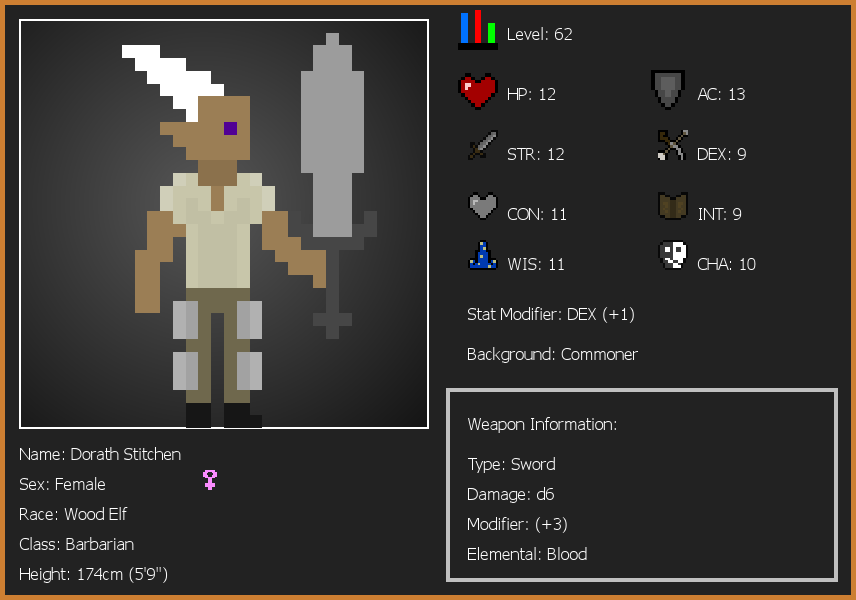 Level: 62
HP: 12
AC: 13
STR: 12
DEX: 9
CON: 11
INT: 9
WIS: 11
CHA: 10
Stat Modifier: DEX (+1)
Background: Commoner
Weapon Information:
Type: Sword
Damage: d6
Modifier: (+3)
Elemental: Blood
Name: Dorath Stitchen
Sex: Female
Race: Wood Elf
Class: Barbarian
Height: 174cm (5'9")